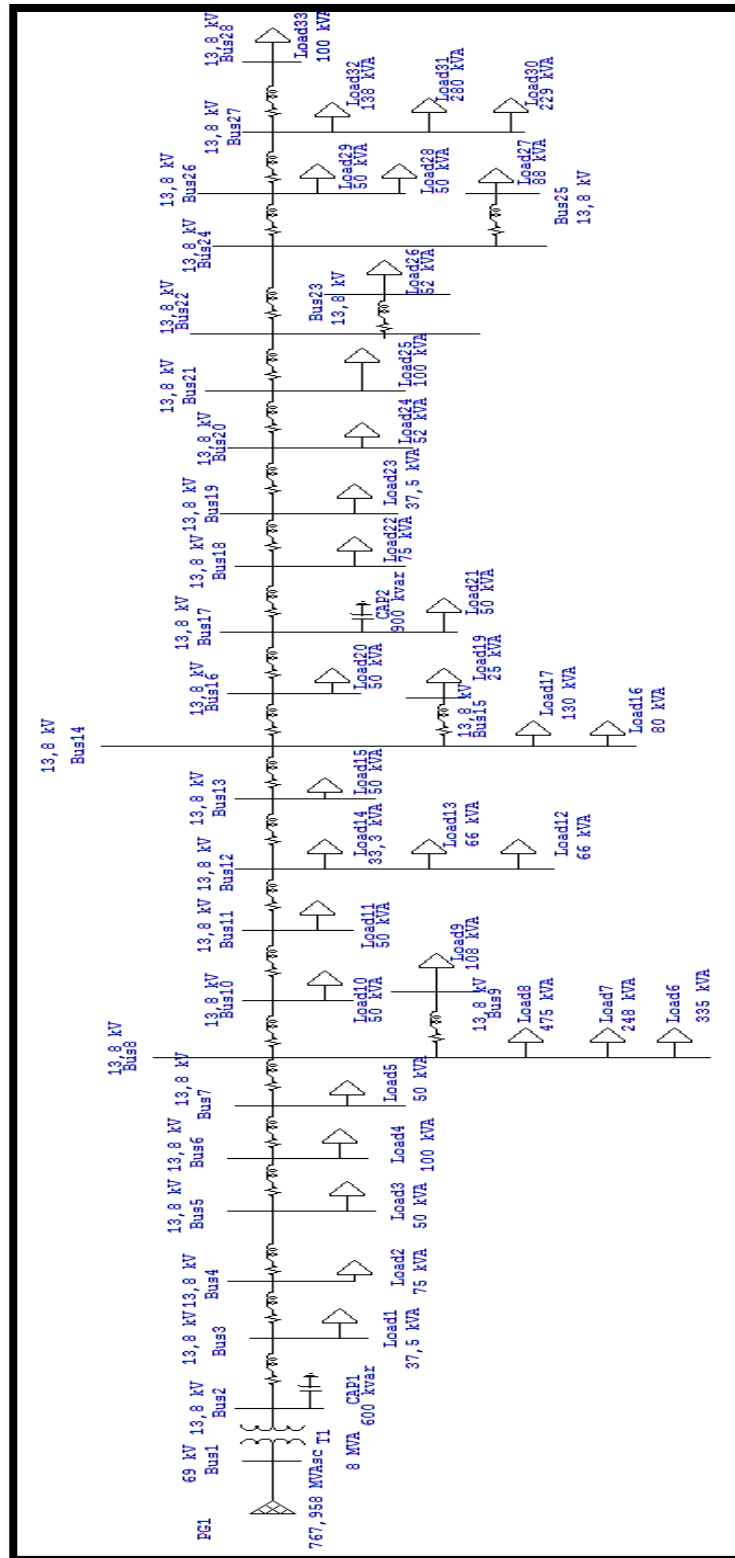 PG1
767,958 MVAsc
69 kV
Bus1
T1
8 MVA
13,8 kV
Bus2
CAP1
600 kvar
13,8 kV
Bus3
Load1
37,5 kVA
13,8 kV
Bus4
Load2
75 kVA
13,8 kV
Bus5
Load3
50 kVA
13,8 kV
Bus6
Load4
100 kVA
13,8 kV
Bus7
Load5
50 kVA
13,8 kV
Bus8
Load6
335 kVA
Load7
248 kVA
Load8
475 kVA
13,8 kV
Bus9
Load9
108 kVA
13,8 kV
Bus10
Load10
50 kVA
13,8 kV
Bus11
Load11
50 kVA
13,8 kV
Bus12
Load14
33,3 kVA
Load13
66 kVA
Load12
66 kVA
13,8 kV
Bus13
Load15
50 kVA
13,8 kV
Bus14
Load16
80 kVA
Load17
130 kVA
13,8 kV
Bus15
Load19
25 kVA
13,8 kV
Bus16
Load20
50 kVA
13,8 kV
Bus17
CAP2
900 kvar
Load21
50 kVA
13,8 kV
Bus18
Load22
75 kVA
13,8 kV
Bus19
Load23
37,5 kVA
13,8 kV
Bus20
Load24
52 kVA
13,8 kV
Bus21
Load25
100 kVA
13,8 kV
Bus22
Bus23
13,8 kV
Load26
52 kVA
13,8 kV
Bus24
Load27
88 kVA
Bus25
13,8 kV
13,8 kV
Bus26
Load29
50 kVA
Load28
50 kVA
13,8 kV
Bus27
Load32
138 kVA
Load31
280 kVA
Load30
229 kVA
13,8 kV
Bus28
Load33
100 kVA